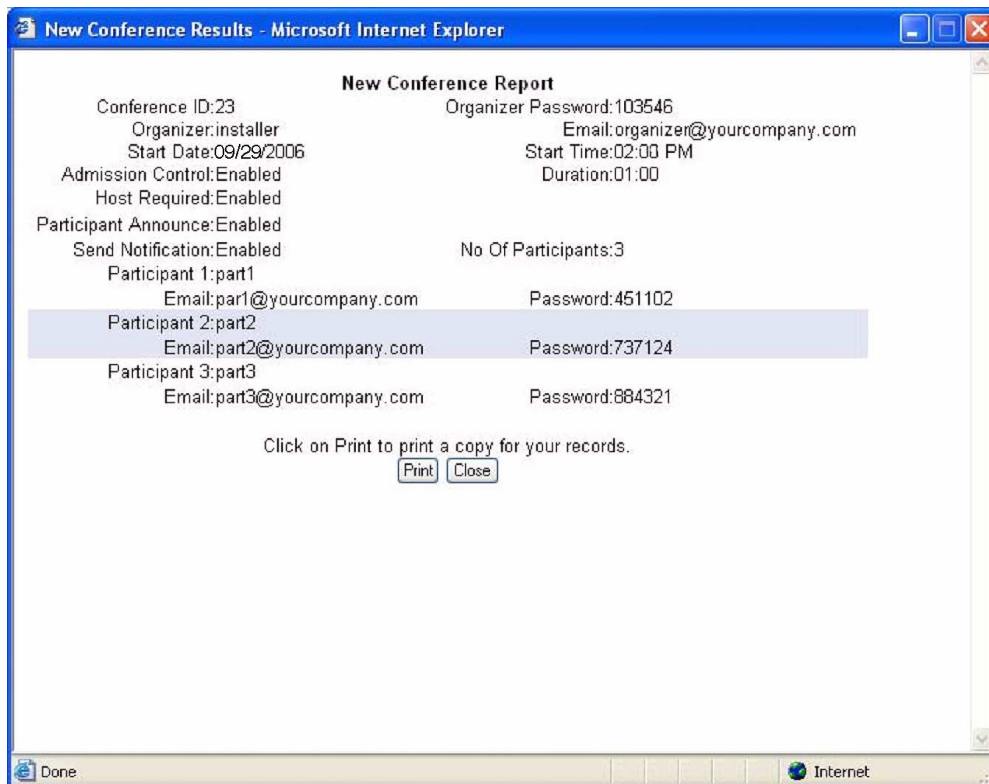 New Conference Results - Microsoft Internet Explorer
New Conference Report
Conference ID:23 Organizer Password:103546
Organizer:installer Email:organizer@yourcompany.com
Start Date:09/29/2006 Start Time:02:00 PM
Admission Control:Enabled Duration:01:00
Host Required:Enabled
Participant Announce:Enabled
Send Notification:Enabled No Of Participants:3
Participant 1:part1
Email:par1@yourcompany.com Password:451102
Participant 2:part2
Email:part2@yourcompany.com Password:737124
Participant 3:part3
Email:part3@yourcompany.com Password:884321
Click on Print to print a copy for your records.
Print Close
Done Internet